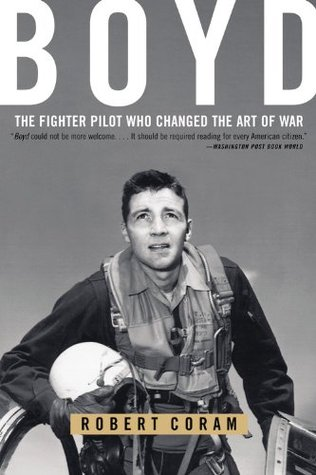 BOYD
THE FIGHTER PILOT WHO CHANGED THE ART OF WAR
"Boyd could not be more welcome. . . . It should be required reading for every American citizen."
—WASHINGTON POST BOOK WORLD
ROBERT CORAM